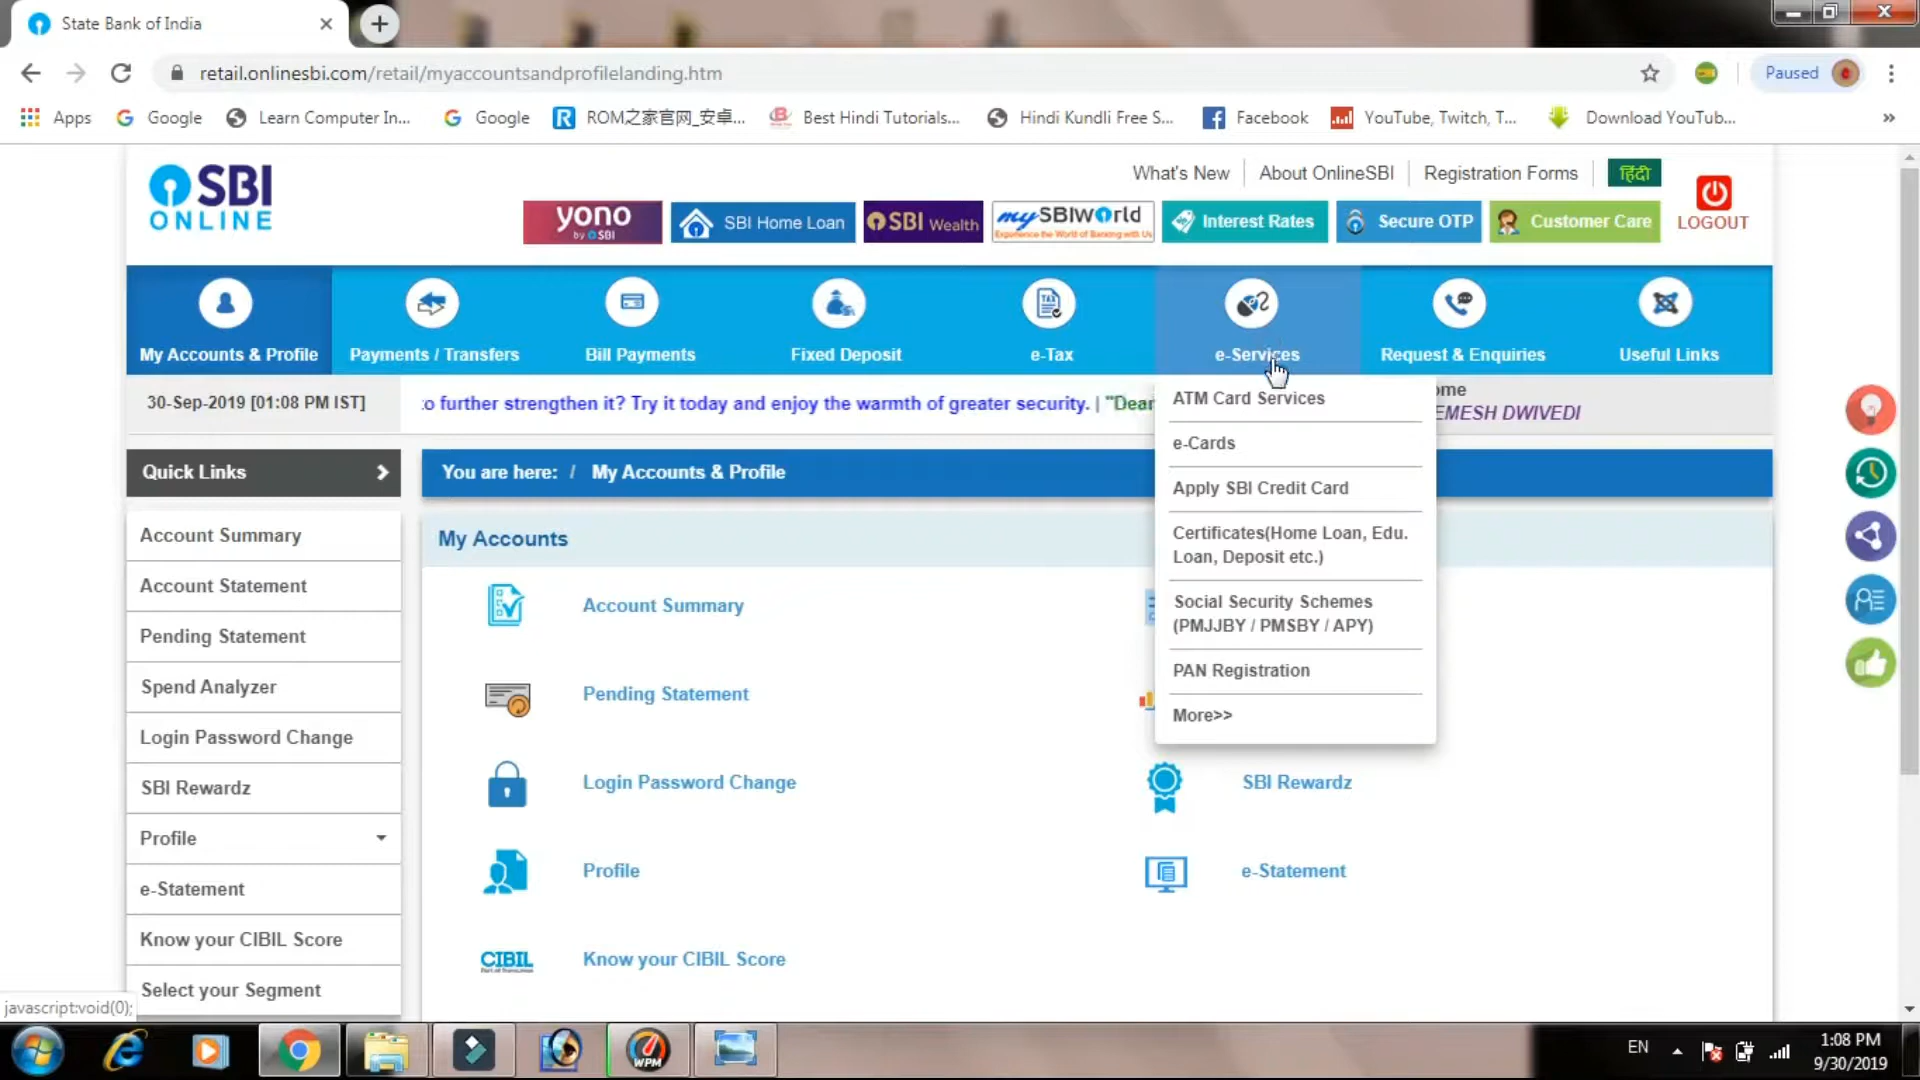 State Bank of India
retail.onlinesbi.com/retail/myaccountsandprofilelanding.htm
Paused
Apps
Google
Learn Computer In...
Google
ROM之家官网_安卓...
Best Hindi Tutorials...
Hindi Kundli Free S...
Facebook
YouTube, Twitch, T...
Download YouTub...
»
SBI
ONLINE
What's New
About OnlineSBI
Registration Forms
हिंदी
LOGOUT
yono
by SBI
SBI Home Loan
SBI Wealth
mySBIWorld
Experience the World of Banking with Us
Interest Rates
Secure OTP
Customer Care
My Accounts & Profile
Payments / Transfers
Bill Payments
Fixed Deposit
e-Tax
e-Services
Request & Enquiries
Useful Links
30-Sep-2019 [01:08 PM IST]
to further strengthen it? Try it today and enjoy the warmth of greater security. | "Dear
ome
EMESH DWIVEDI
ATM Card Services
e-Cards
Apply SBI Credit Card
Certificates(Home Loan, Edu.
Loan, Deposit etc.)
Social Security Schemes
(PMJJBY / PMSBY / APY)
PAN Registration
More>>
Quick Links
You are here: / My Accounts & Profile
Account Summary
Account Statement
Pending Statement
Spend Analyzer
Login Password Change
SBI Rewardz
Profile
e-Statement
Know your CIBIL Score
Select your Segment
My Accounts
Account Summary
Pending Statement
Login Password Change
SBI Rewardz
Profile
e-Statement
CIBIL
Know your CIBIL Score
javascript:void(0);
WPM
EN
1:08 PM
9/30/2019